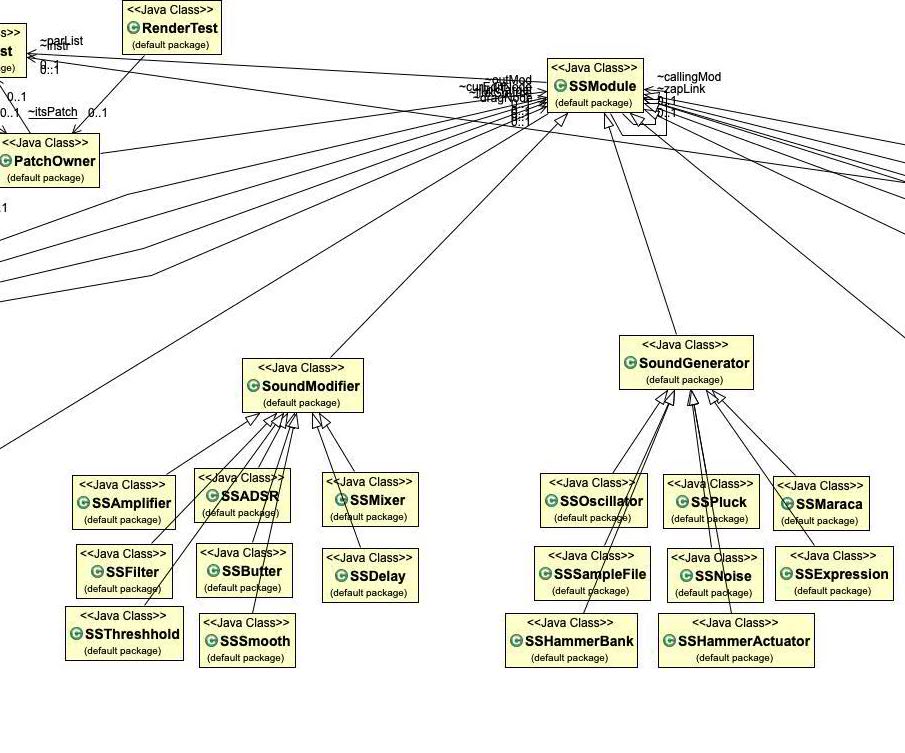 <<Java Class>>
RenderTest
(default package)
s>>
st
ge)
~parList
~instr
0..1
0..1
0..1
0..1
~itsPatch
0..1
<<Java Class>>
PatchOwner
(default package)
.1
<<Java Class>>
SSModule
(default package)
~outMod
~dragNode
0..1
~callingMod
~zapLink
0..1
0..1
<<Java Class>>
SoundModifier
(default package)
<<Java Class>>
SoundGenerator
(default package)
<<Java Class>>
SSAmplifier
(default package)
<<Java Class>>
SSADSR
(default package)
<<Java Class>>
SSMixer
(default package)
<<Java Class>>
SSOscillator
(default package)
<<Java Class>>
SSPluck
(default package)
<<Java Class>>
SSMaraca
(default package)
<<Java Class>>
SSFilter
(default package)
<<Java Class>>
SSButter
(default package)
<<Java Class>>
SSDelay
(default package)
<<Java Class>>
SSSampleFile
(default package)
<<Java Class>>
SSNoise
(default package)
<<Java Class>>
SSExpression
(default package)
<<Java Class>>
SSThreshhold
(default package)
<<Java Class>>
SSSmooth
(default package)
<<Java Class>>
SSHammerBank
(default package)
<<Java Class>>
SSHammerActuator
(default package)